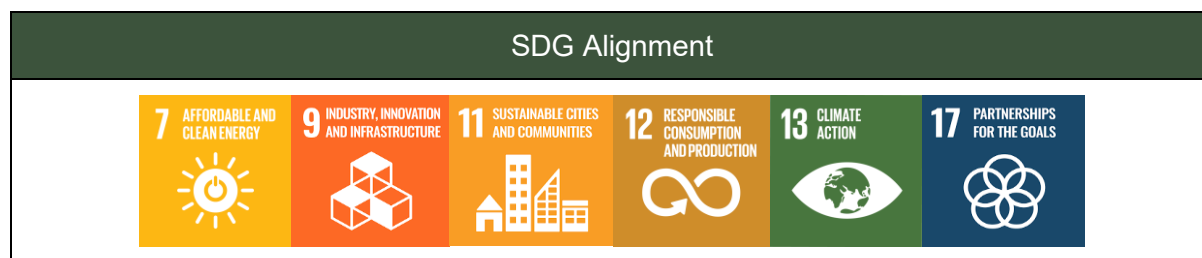 SDG Alignment
7 AFFORDABLE AND
CLEAN ENERGY
9 INDUSTRY, INNOVATION
AND INFRASTRUCTURE
11 SUSTAINABLE CITIES
AND COMMUNITIES
12 RESPONSIBLE
CONSUMPTION
AND PRODUCTION
13 CLIMATE
ACTION
17 PARTNERSHIPS
FOR THE GOALS